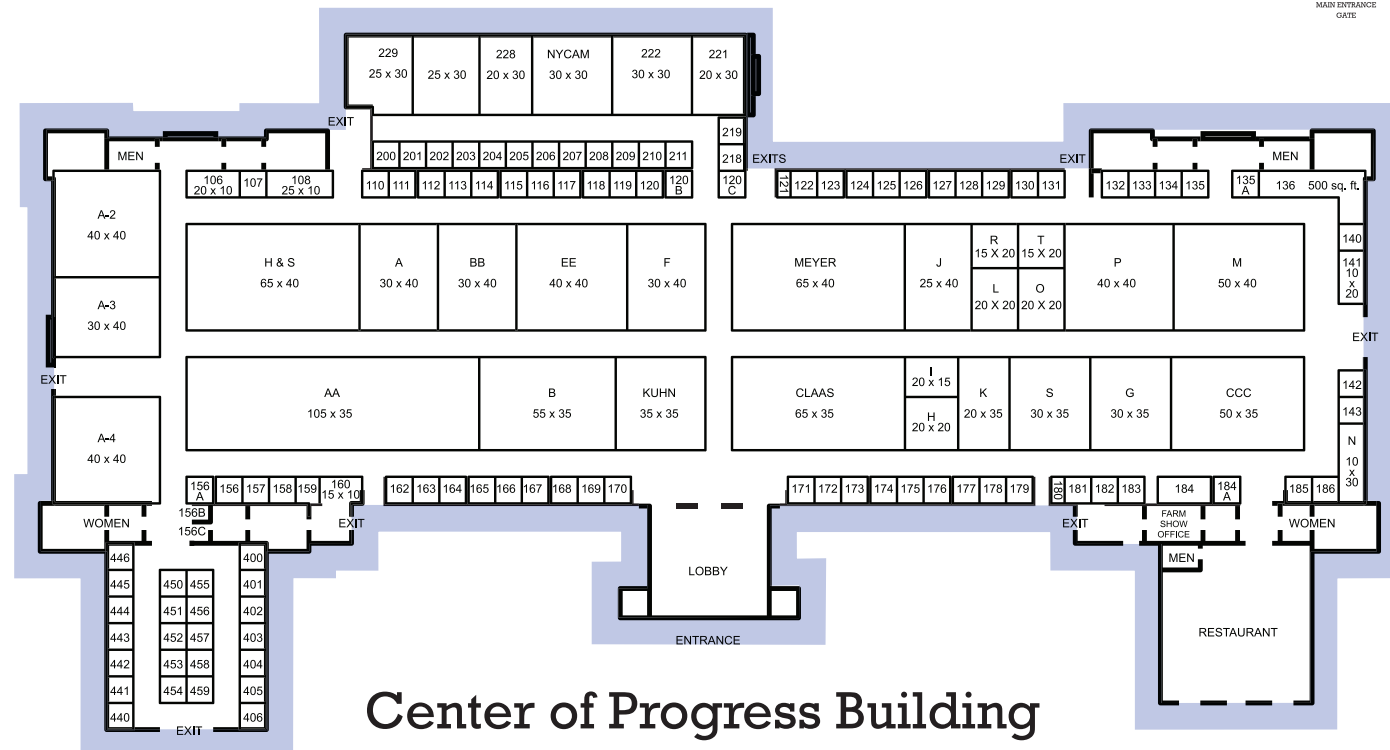 MAIN ENTRANCE
GATE
229
25 x 30
25 x 30
228
20 x 30
NYCAM
30 x 30
222
30 x 30
221
20 x 30
EXIT
219
218
EXITS
EXIT
MEN
MEN
200 201 202 203 204 205 206 207 208 209 210 211
106
20 x 10
107
108
25 x 10
110 111 112 113 114 115 116 117 118 119 120
120
B
120
C
121 122 123 124 125 126 127 128 129 130 131
132 133 134 135
135
A
136 500 sq. ft.
A-2
40 x 40
H & S
65 x 40
A
30 x 40
BB
30 x 40
EE
40 x 40
F
30 x 40
MEYER
65 x 40
J
25 x 40
R
15 X 20
T
15 X 20
L
20 X 20
O
20 X 20
P
40 x 40
M
50 x 40
140
141
10
x
20
A-3
30 x 40
EXIT
EXIT
AA
105 x 35
B
55 x 35
KUHN
35 x 35
CLAAS
65 x 35
I
20 x 15
H
20 x 20
K
20 x 35
S
30 x 35
G
30 x 35
CCC
50 x 35
142
143
N
10
x
30
A-4
40 x 40
156
A
156 157 158 159
160
15 x 10
162 163 164 165 166 167 168 169 170
171 172 173 174 175 176 177 178 179
180 181 182 183
184
184
A
185 186
WOMEN
156B
156C
EXIT
EXIT
FARM
SHOW
OFFICE
WOMEN
MEN
LOBBY
ENTRANCE
RESTAURANT
446
445
444
443
442
441
440
450 455
451 456
452 457
453 458
454 459
400
401
402
403
404
405
406
EXIT
Center of Progress Building